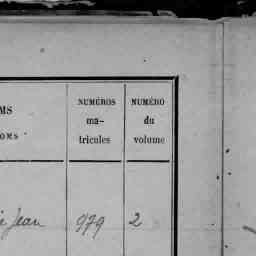 MS
OMS
NUMÉROS
ma-
tricules
NUMÉRO
du
volume
Jean 979 2